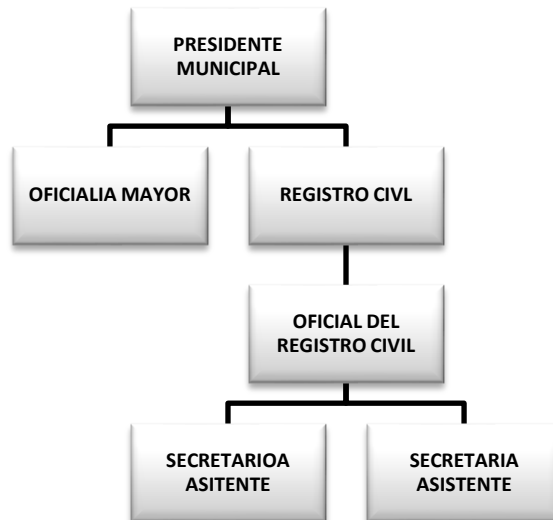 PRESIDENTE
MUNICIPAL
OFICIALIA MAYOR
REGISTRO CIVL
OFICIAL DEL
REGISTRO CIVIL
SECRETARIOA
ASITENTE
SECRETARIA
ASISTENTE